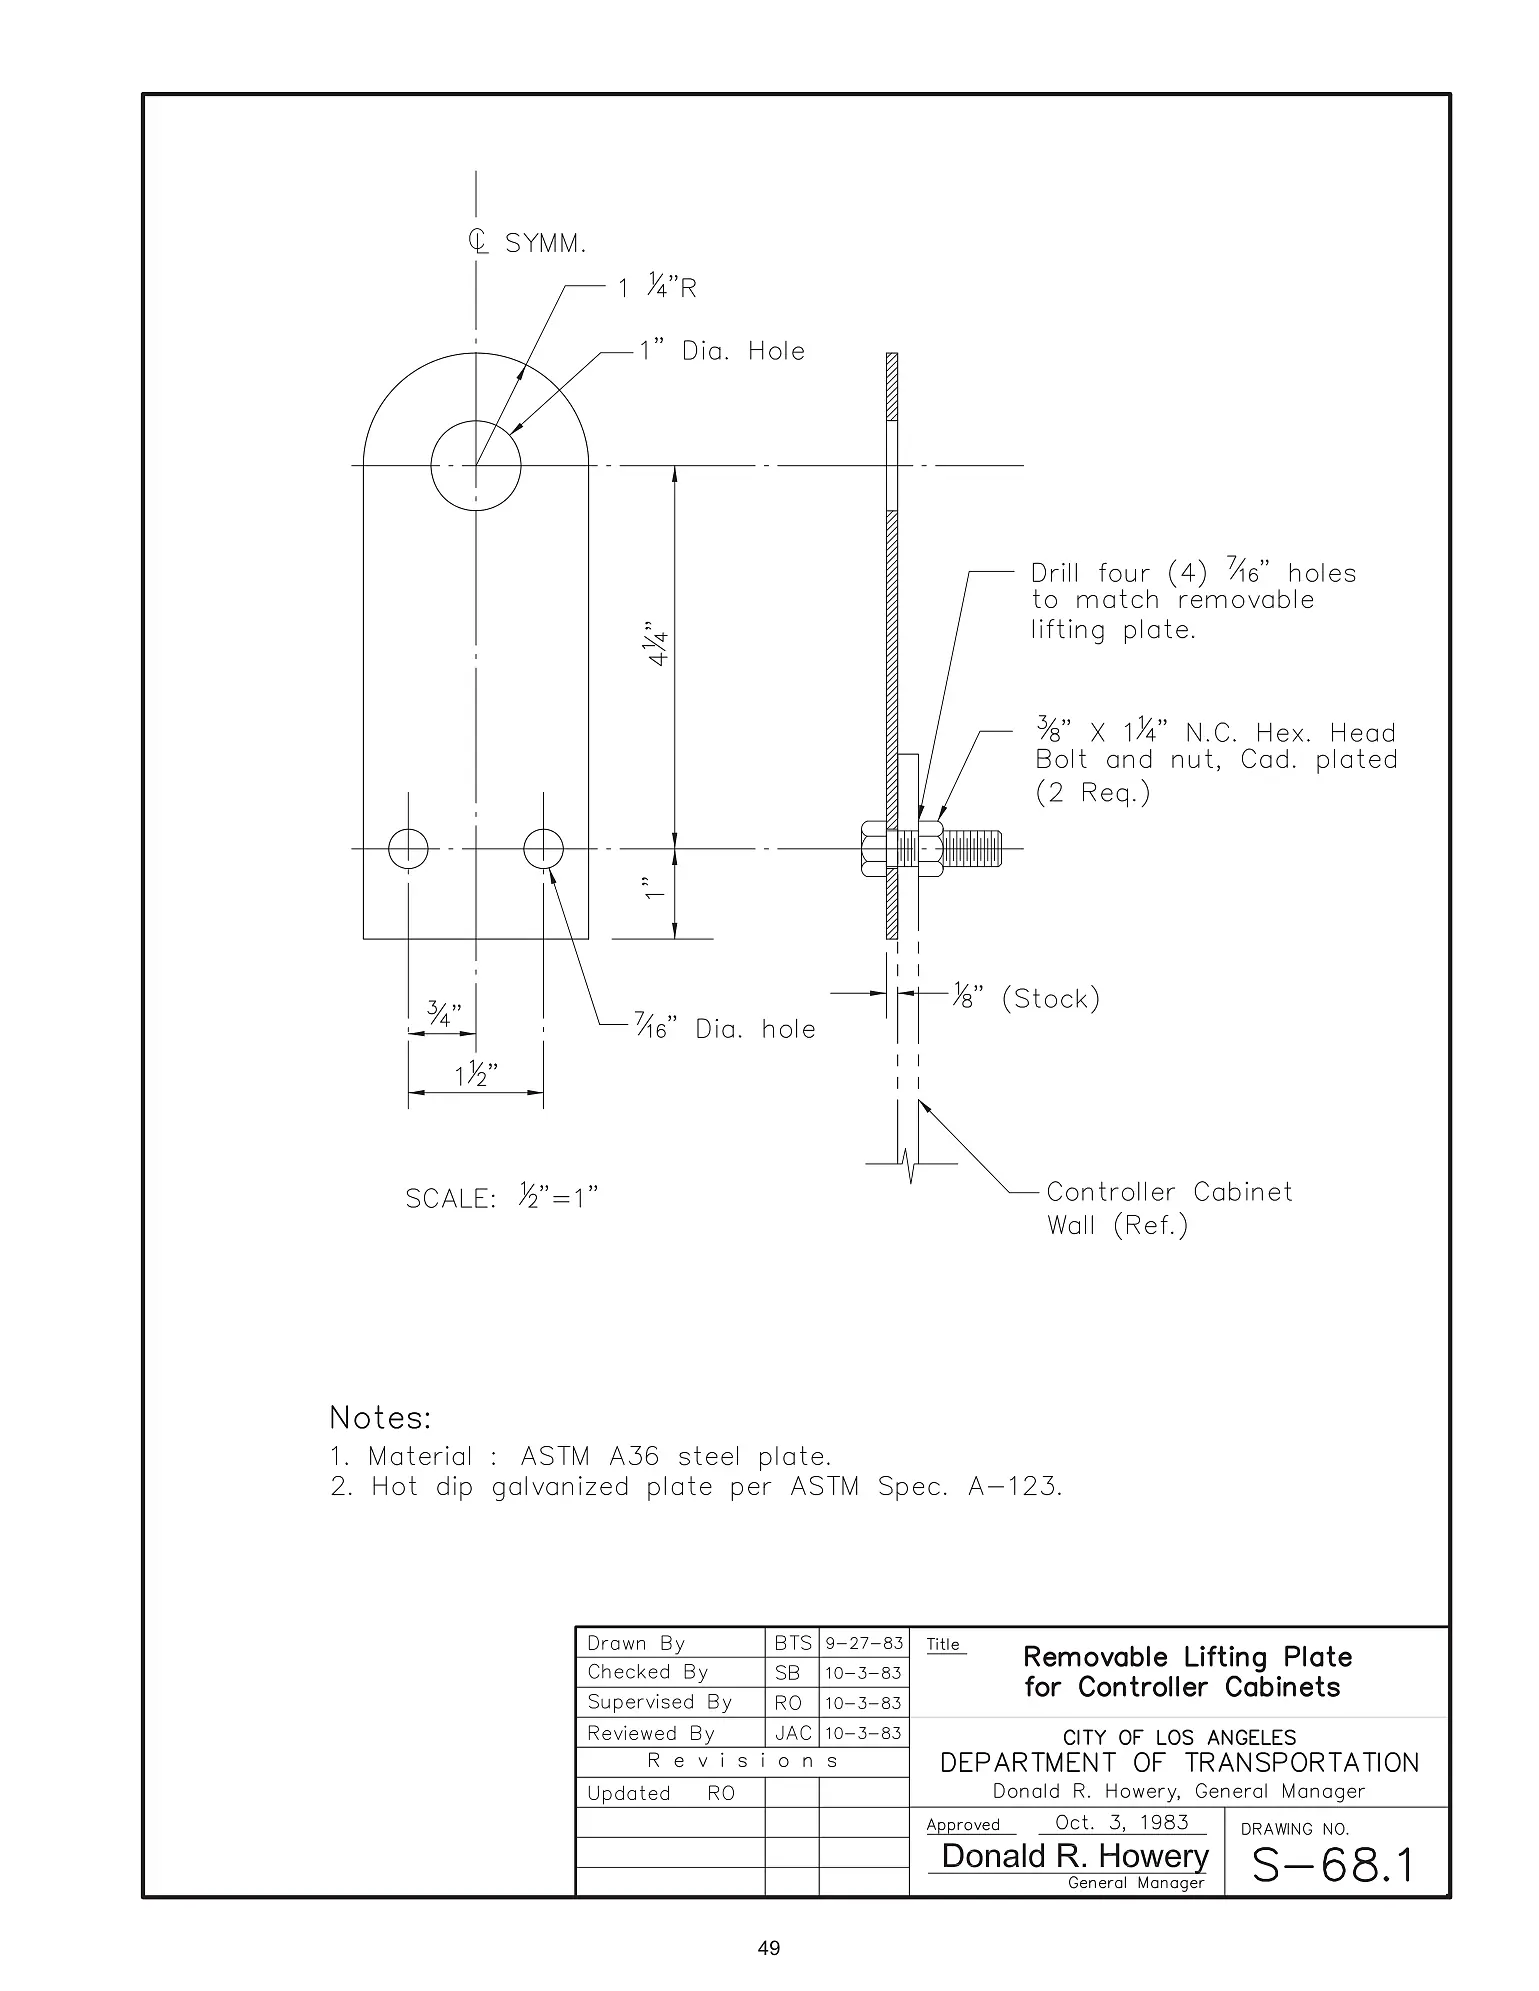 ℄ SYMM.
1 ¼”R
1” Dia. Hole
Drill four (4) ⁷⁄₁₆” holes
to match removable
lifting plate.
4¼”
⅜” X 1¼” N.C. Hex. Head
Bolt and nut, Cad. plated
(2 Req.)
1”
⅛” (Stock)
¾”
⁷⁄₁₆” Dia. hole
1½”
SCALE: ½”=1”
Controller Cabinet
Wall (Ref.)
Notes:
1. Material : ASTM A36 steel plate.
2. Hot dip galvanized plate per ASTM Spec. A-123.
Drawn By BTS 9-27-83
Checked By SB 10-3-83
Supervised By RO 10-3-83
Reviewed By JAC 10-3-83
Revisions
Updated RO
Title
Removable Lifting Plate
for Controller Cabinets
CITY OF LOS ANGELES
DEPARTMENT OF TRANSPORTATION
Donald R. Howery, General Manager
Approved Oct. 3, 1983
Donald R. Howery
General Manager
DRAWING NO.
S-68.1
49